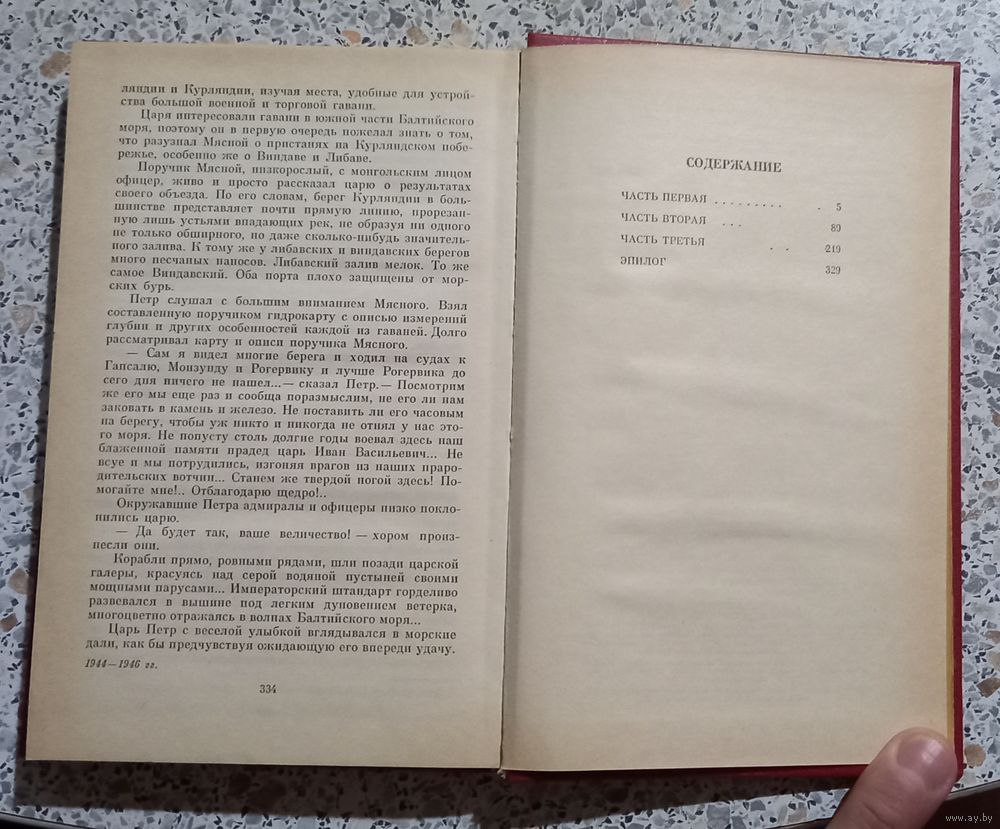 ляндии и Курляндии, изучая места, удобные для устрой-
ства большой военной и торговой гавани.
Царя интересовали гавани в южной части Балтийского
моря, поэтому он в первую очередь пожелал знать о том,
что разузнал Мясной о пристанях на Курляндском побе-
режье, особенно же о Виндаве и Либаве.
Поручик Мясной, низкорослый, с монгольским лицом
офицер, живо и просто рассказал царю о результатах
своего объезда. По его словам, берег Курляндии в боль-
шинстве представляет почти прямую линию, прорезан-
ную лишь устьями впадающих рек, не образуя ни одного
не только обширного, но даже сколько-нибудь значитель-
ного залива. К тому же у либавских и виндавских берегов
много песчаных наносов. Либавский залив мелок. То же
самое Виндавский. Оба порта плохо защищены от мор-
ских бурь.
Петр слушал с большим вниманием Мясного. Взял
составленную поручиком гидрокарту с описью измерений
глубин и других особенностей каждой из гаваней. Долго
рассматривал карту и описи поручика Мясного.
— Сам я видел многие берега и ходил на судах к
Гапсалю, Монзунду и Рогервику и лучше Рогервика до
сего дня ничего не нашел...— сказал Петр.— Посмотрим
же его мы еще раз и сообща поразмыслим, не его ли нам
заковать в камень и железо. Не поставить ли его часовым
на берегу, чтобы уж никто и никогда не отнял у нас это-
го моря. Не попусту столь долгие годы воевал здесь наш
блаженной памяти прадед царь Иван Васильевич... Не
всуе и мы потрудились, изгоняя врагов из наших праро-
дительских вотчин... Станем же твердой ногой здесь! По-
могайте мне!.. Отблагодарю щедро!..
Окружавшие Петра адмиралы и офицеры низко покло-
нились царю.
— Да будет так, ваше величество! — хором произ-
несли они.
Корабли прямо, ровными рядами, шли позади царской
галеры, красуясь над серой водяной пустыней своими
мощными парусами... Императорский штандарт горделиво
развевался в вышине под легким дуновением ветерка,
многоцветно отражаясь в волнах Балтийского моря...
Царь Петр с веселой улыбкой вглядывался в морские
дали, как бы предчувствуя ожидающую его впереди удачу.
1944—1946 гг.
334
СОДЕРЖАНИЕ
ЧАСТЬ ПЕРВАЯ . . . . . . . . . . 5
ЧАСТЬ ВТОРАЯ . . . 89
ЧАСТЬ ТРЕТЬЯ . . 219
ЭПИЛОГ 329
www.ay.by